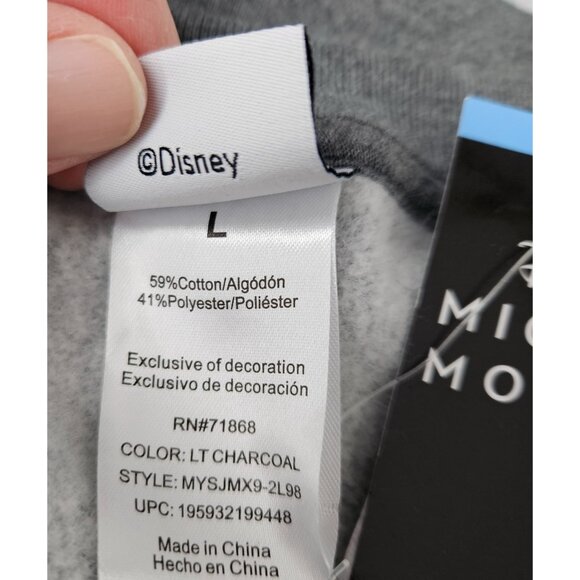 ©Disney
L
59%Cotton/Algódón
41%Polyester/Poliéster
Exclusive of decoration
Exclusivo de decoración
RN#71868
COLOR: LT CHARCOAL
STYLE: MYSJMX9-2L98
UPC: 195932199448
Made in China
Hecho en China